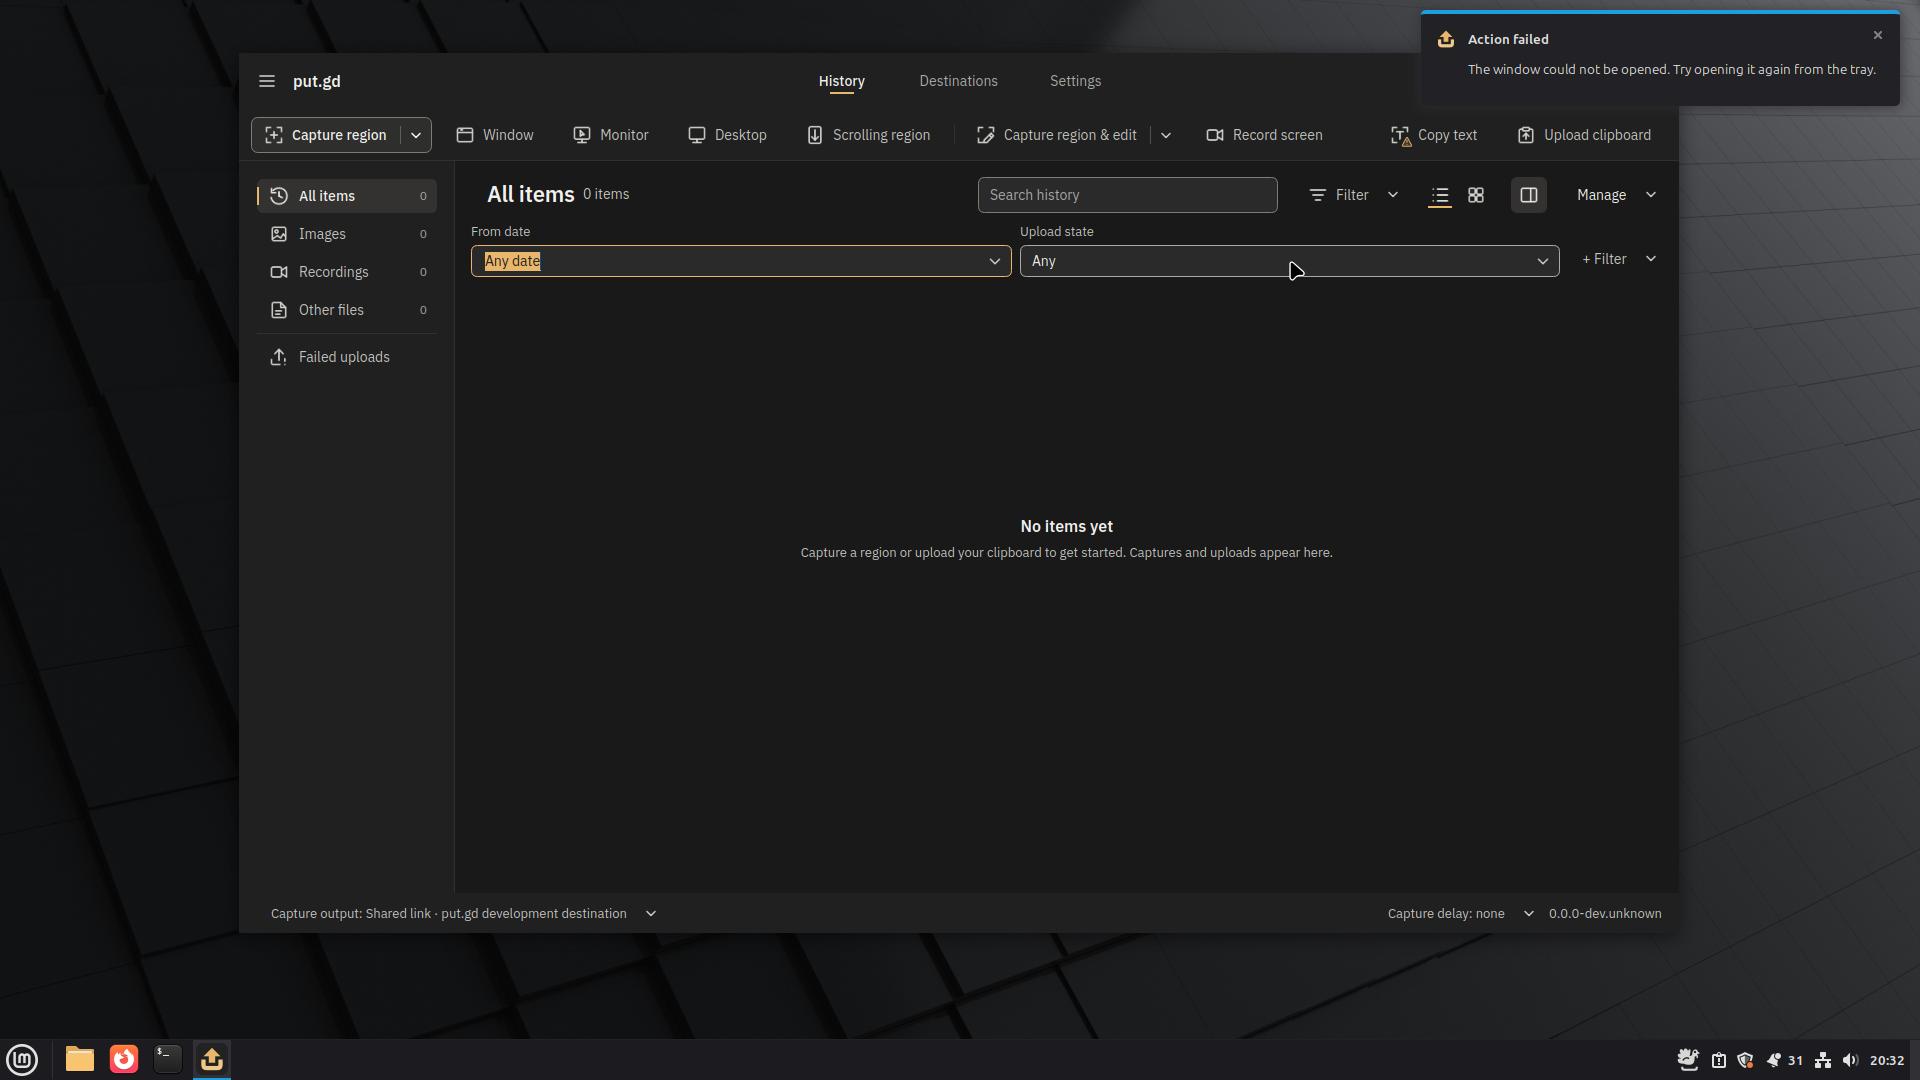 Action failed
The window could not be opened. Try opening it again from the tray.
put.gd
History
Destinations
Settings
Capture region
Window
Monitor
Desktop
Scrolling region
Capture region & edit
Record screen
Copy text
Upload clipboard
All items 0
Images 0
Recordings 0
Other files 0
Failed uploads
All items 0 items
Search history
Filter
Manage
From date
Upload state
Any date
Any
+ Filter
No items yet
Capture a region or upload your clipboard to get started. Captures and uploads appear here.
Capture output: Shared link · put.gd development destination
Capture delay: none
0.0.0-dev.unknown
31
20:32